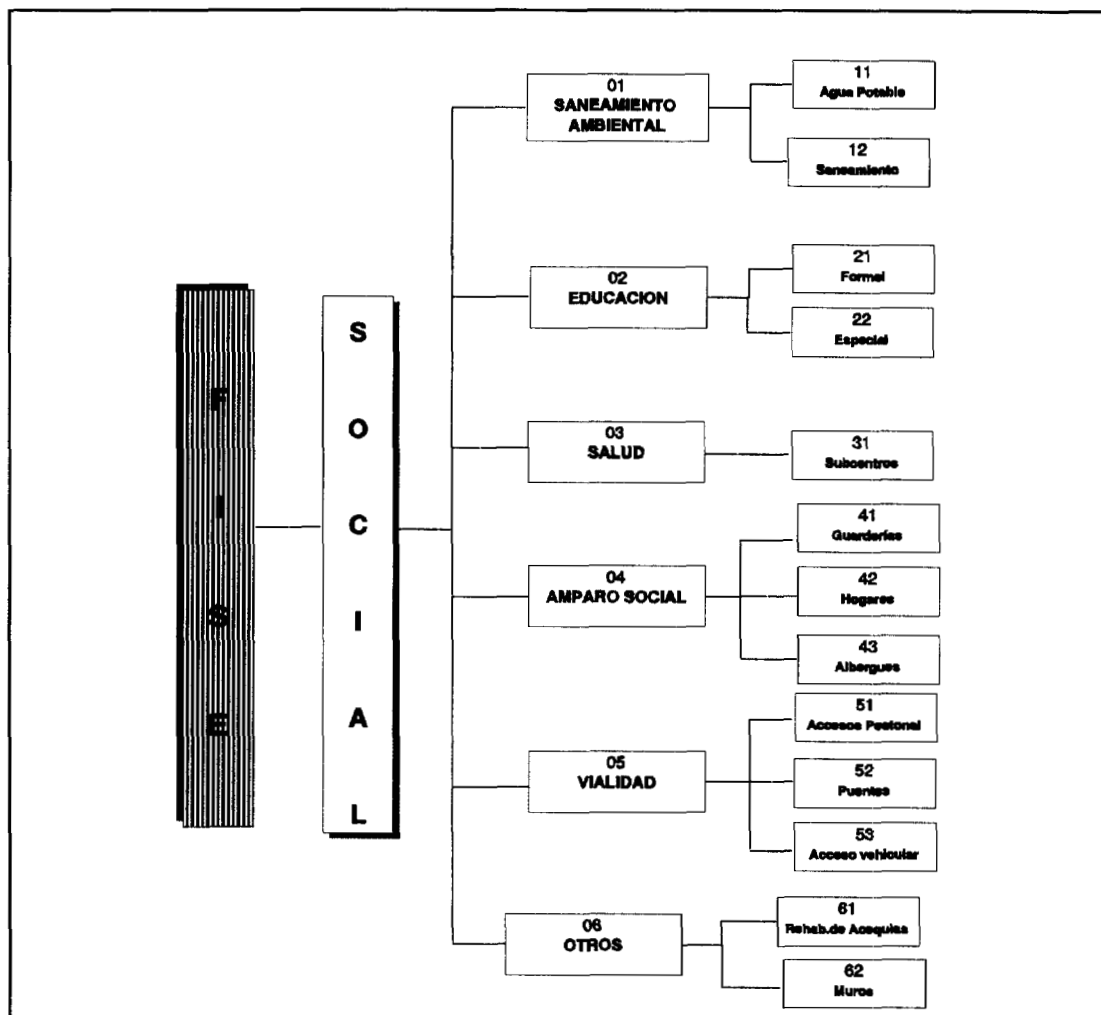 FISE
SOCIAL
01
SANEAMIENTO
AMBIENTAL
11
Agua Potable
12
Saneamiento
02
EDUCACION
21
Formal
22
Especial
03
SALUD
31
Subcentros
04
AMPARO SOCIAL
41
Guarderías
42
Hogares
43
Albergues
05
VIALIDAD
51
Accesos Peatonal
52
Puentes
53
Acceso vehicular
06
OTROS
61
Rehab.de Acequias
62
Muros